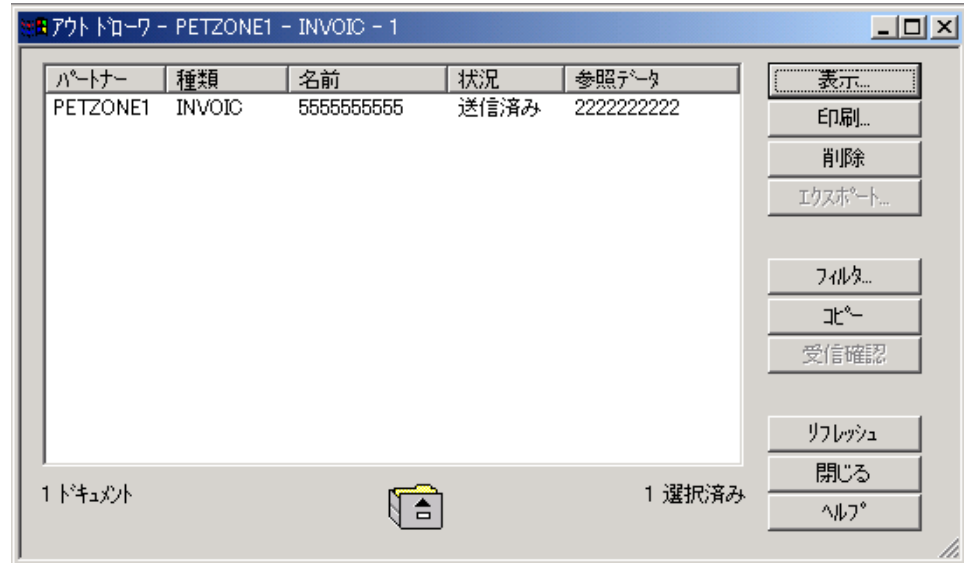 アウト ﾄﾞﾛｰﾜ - PETZONE1 - INVOIC - 1
ﾊﾟｰﾄﾅｰ 種類 名前 状況 参照ﾃﾞｰﾀ
PETZONE1 INVOIC 5555555555 送信済み 2222222222
表示...
印刷...
削除
ｴｸｽﾎﾟｰﾄ...
ﾌｨﾙﾀ...
ｺﾋﾟｰ
受信確認
ﾘﾌﾚｯｼｭ
閉じる
ﾍﾙﾌﾟ
1 ﾄﾞｷｭﾒﾝﾄ
1 選択済み